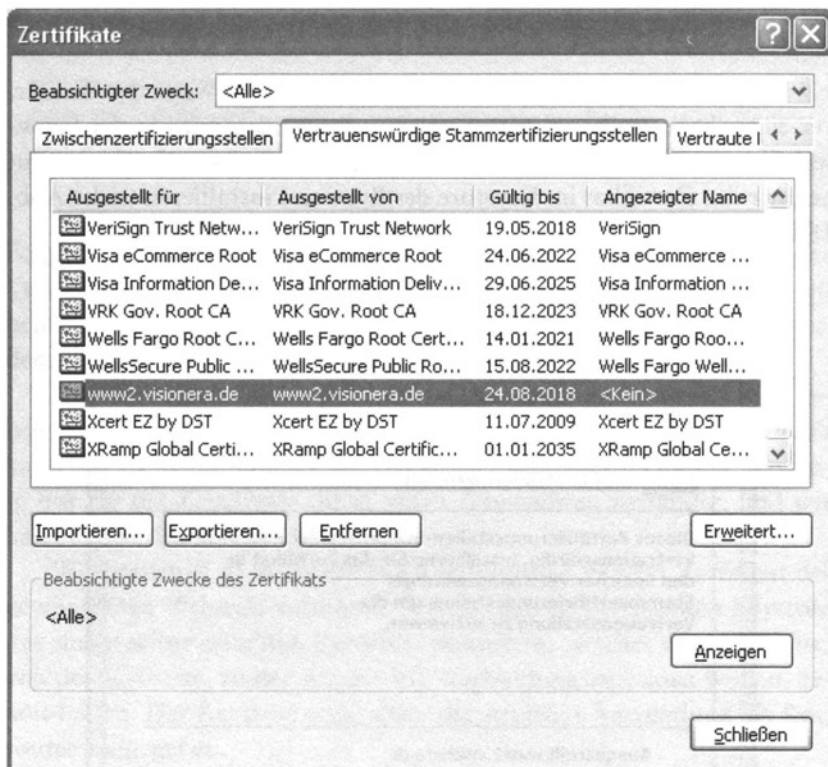 Zertifikate
Beabsichtigter Zweck: <Alle>
Zwischenzertifizierungsstellen Vertrauenswürdige Stammzertifizierungsstellen Vertraute
Ausgestellt für Ausgestellt von Gültig bis Angezeigter Name
VeriSign Trust Netw... VeriSign Trust Network 19.05.2018 VeriSign
Visa eCommerce Root Visa eCommerce Root 24.06.2022 Visa eCommerce ...
Visa Information De... Visa Information Deliv... 29.06.2025 Visa Information ...
VRK Gov. Root CA VRK Gov. Root CA 18.12.2023 VRK Gov. Root CA
Wells Fargo Root C... Wells Fargo Root Cert... 14.01.2021 Wells Fargo Roo...
WellsSecure Public ... WellsSecure Public Ro... 15.08.2022 Wells Fargo Well...
www2.visionera.de www2.visionera.de 24.08.2018 <Kein>
Xcert EZ by DST Xcert EZ by DST 11.07.2009 Xcert EZ by DST
XRamp Global Certi... XRamp Global Certific... 01.01.2035 XRamp Global Ce...
Importieren... Exportieren... Entfernen Erweitert...
Beabsichtigte Zwecke des Zertifikats
<Alle>
Anzeigen
Schließen